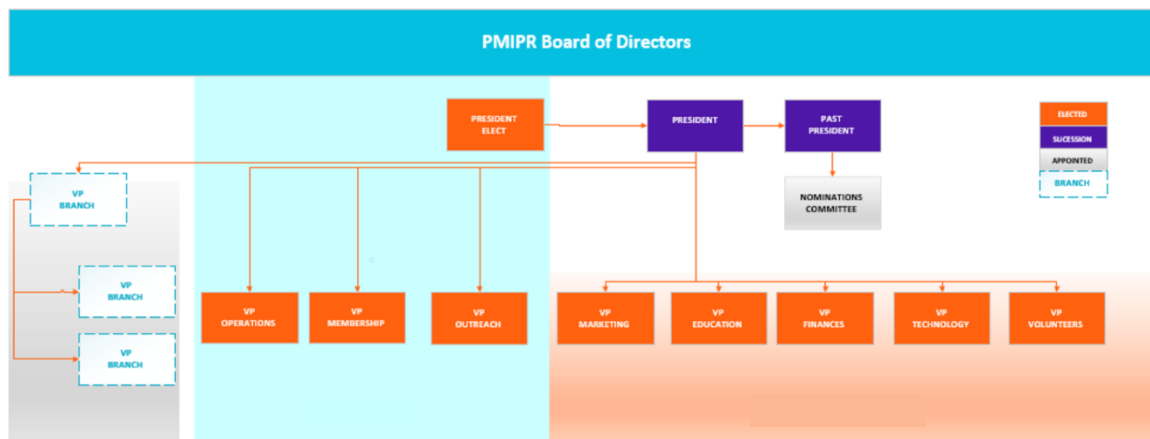 PMIPR Board of Directors
PRESIDENT
ELECT
PRESIDENT
PAST
PRESIDENT
ELECTED
SUCESSION
APPOINTED
BRANCH
NOMINATIONS
COMMITTEE
VP
BRANCH
VP
BRANCH
VP
BRANCH
VP
OPERATIONS
VP
MEMBERSHIP
VP
OUTREACH
VP
MARKETING
VP
EDUCATION
VP
FINANCES
VP
TECHNOLOGY
VP
VOLUNTEERS